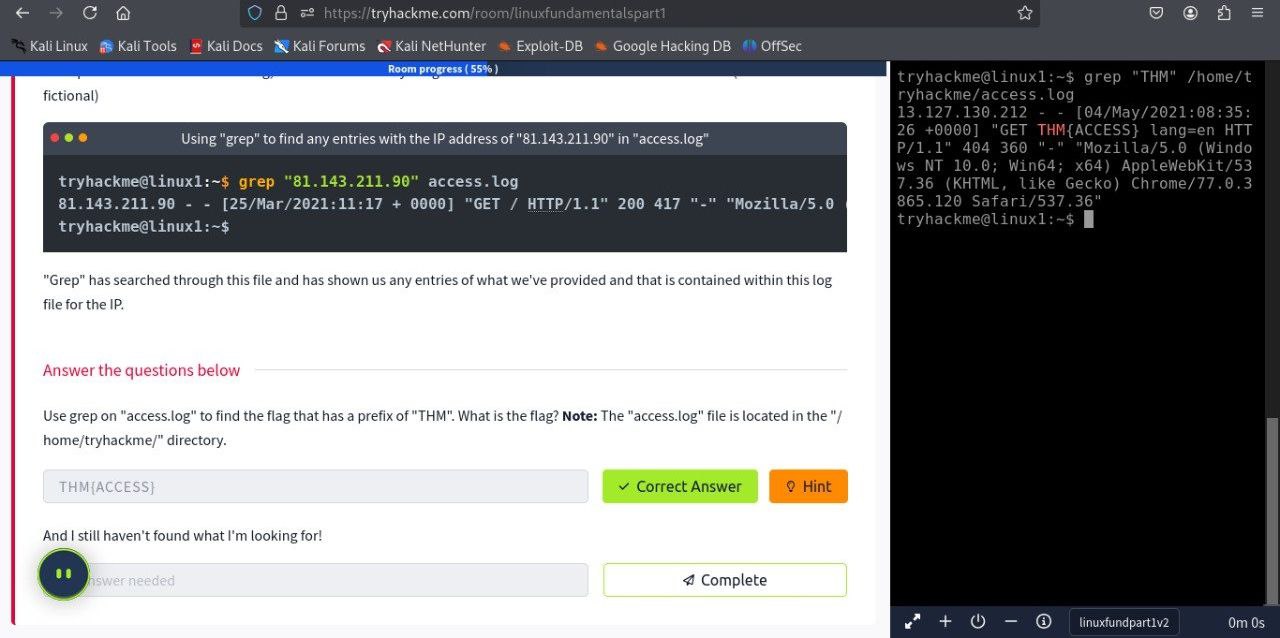 https://tryhackme.com/room/linuxfundamentalspart1
Kali Linux Kali Tools Kali Docs Kali Forums Kali NetHunter Exploit-DB Google Hacking DB OffSec
Room progress ( 55% )
fictional)
Using "grep" to find any entries with the IP address of "81.143.211.90" in "access.log"
tryhackme@linux1:~$ grep "81.143.211.90" access.log
81.143.211.90 - - [25/Mar/2021:11:17 + 0000] "GET / HTTP/1.1" 200 417 "-" "Mozilla/5.0
tryhackme@linux1:~$
"Grep" has searched through this file and has shown us any entries of what we've provided and that is contained within this log
file for the IP.
Answer the questions below
Use grep on "access.log" to find the flag that has a prefix of "THM". What is the flag? Note: The "access.log" file is located in the "/
home/tryhackme/" directory.
THM{ACCESS}
Correct Answer
Hint
And I still haven't found what I'm looking for!
needed
Complete
tryhackme@linux1:~$ grep "THM" /home/t
ryhackme/access.log
13.127.130.212 - - [04/May/2021:08:35:
26 +0000] "GET THM{ACCESS} lang=en HTT
P/1.1" 404 360 "-" "Mozilla/5.0 (Windo
ws NT 10.0; Win64; x64) AppleWebKit/53
7.36 (KHTML, like Gecko) Chrome/77.0.3
865.120 Safari/537.36"
tryhackme@linux1:~$
linuxfundpart1v2
0m 0s